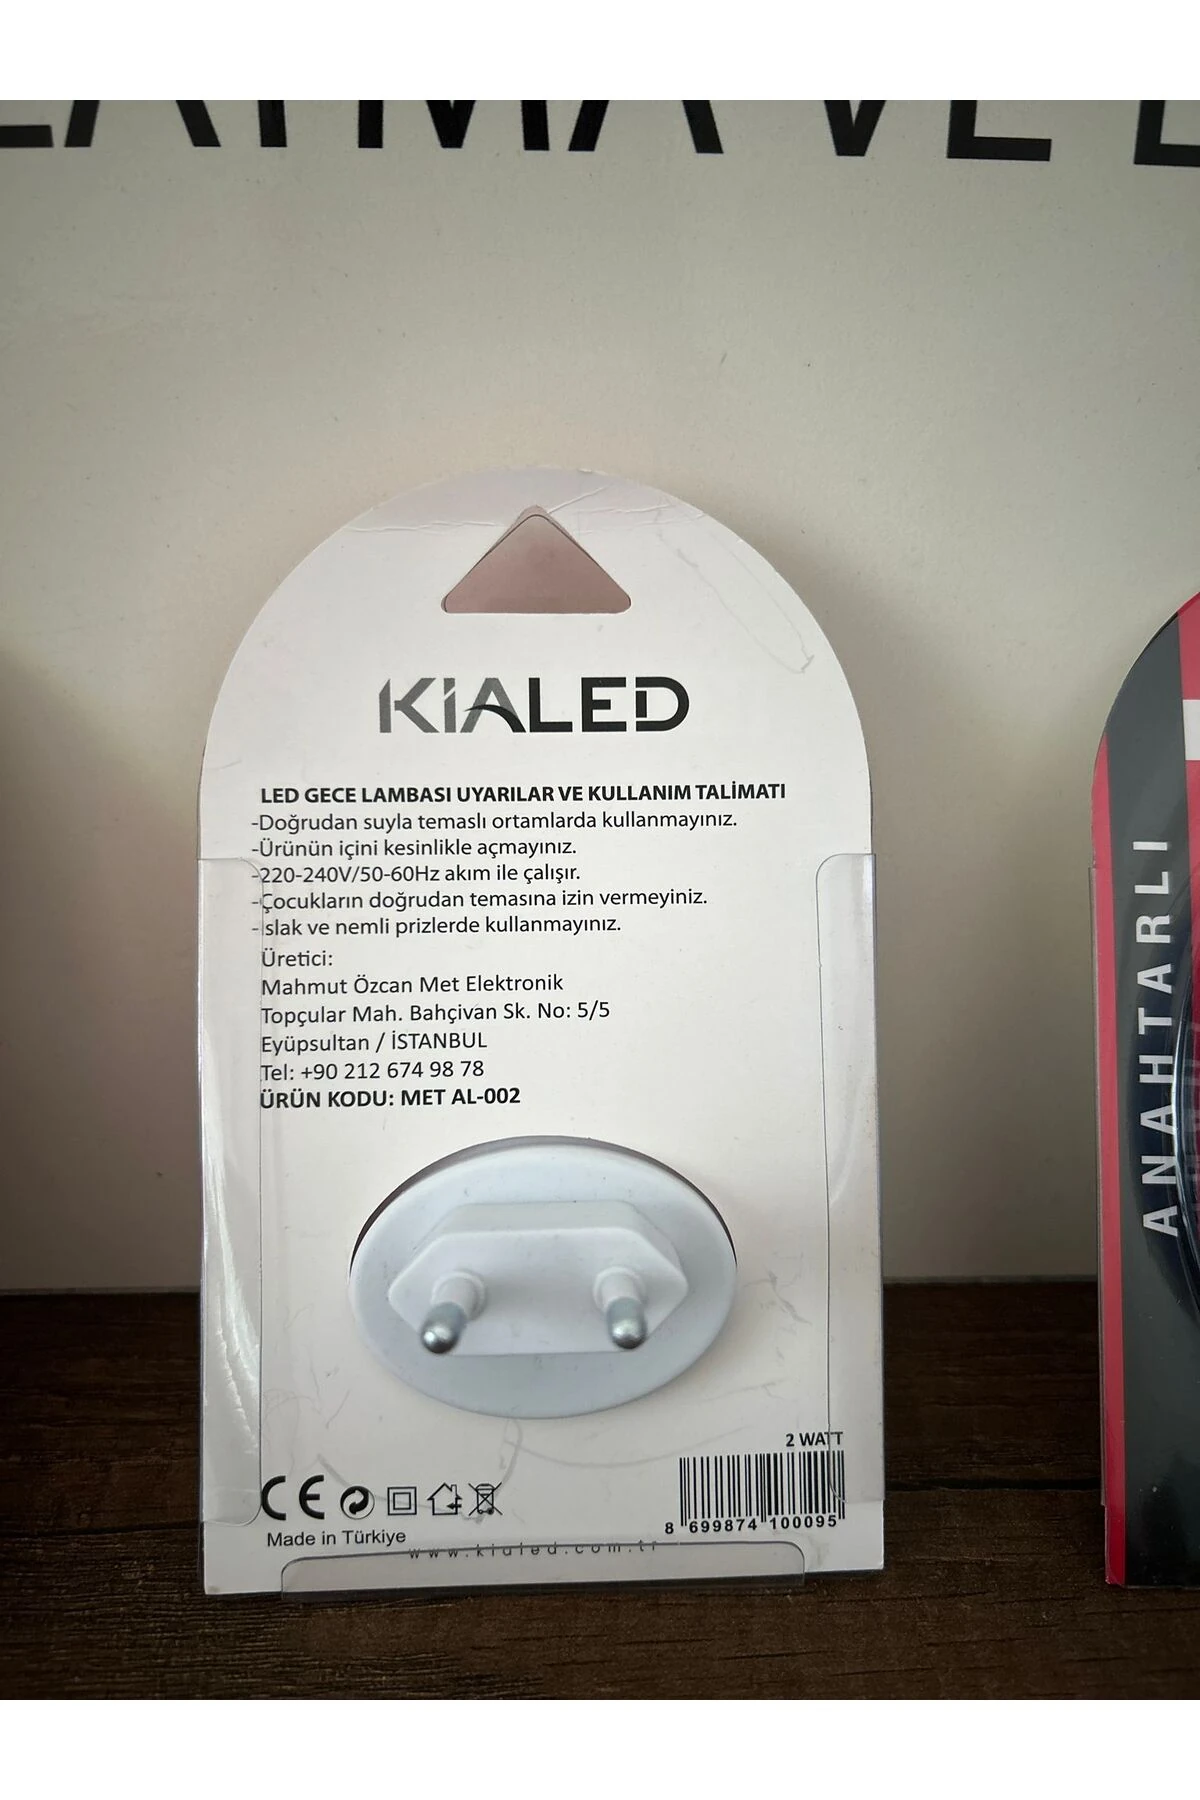 KiALED
LED GECE LAMBASI UYARILAR VE KULLANIM TALİMATI
-Doğrudan suyla temaslı ortamlarda kullanmayınız.
-Ürünün içini kesinlikle açmayınız.
-220-240V/50-60Hz akım ile çalışır.
-Çocukların doğrudan temasına izin vermeyiniz.
-Islak ve nemli prizlerde kullanmayınız.
Üretici:
Mahmut Özcan Met Elektronik
Topçular Mah. Bahçivan Sk. No: 5/5
Eyüpsultan / İSTANBUL
Tel: +90 212 674 98 78
ÜRÜN KODU: MET AL-002
2 WATT
CE
8 699874 100095
Made in Türkiye
www.kialed.com.tr
ANAHTARLI